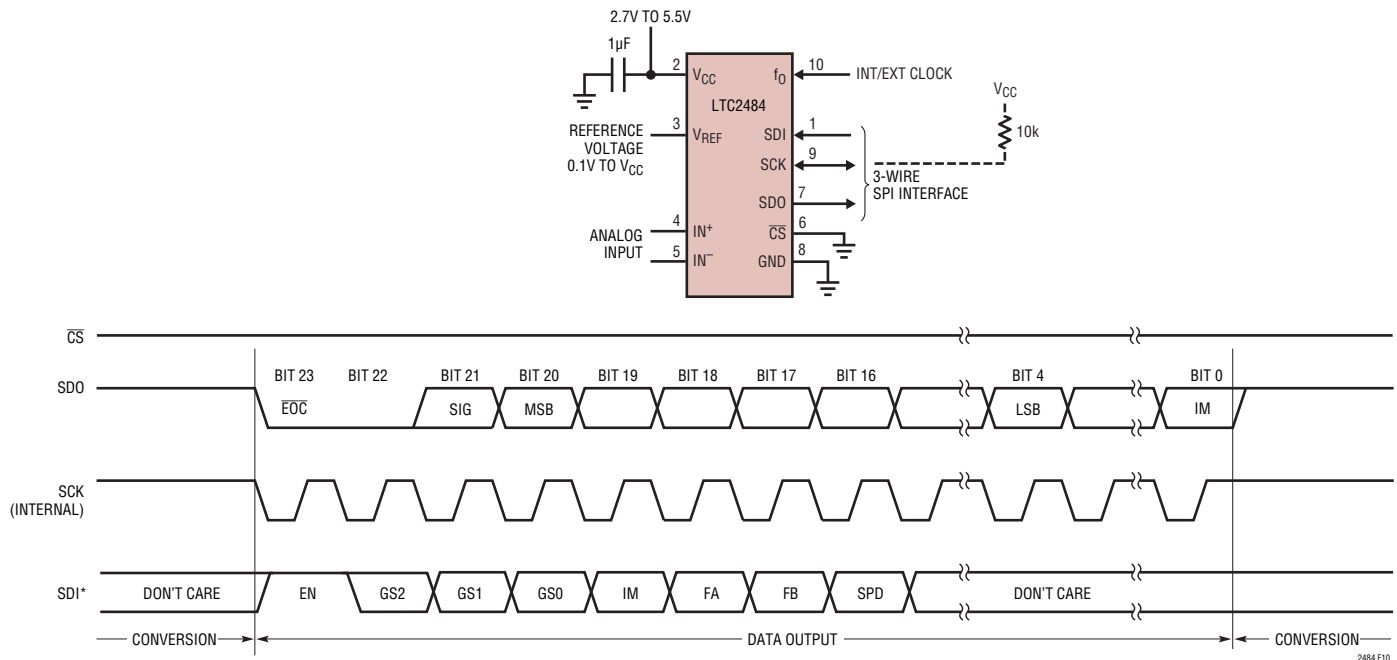 2.7V TO 5.5V
1µF
2
VCC
fO
10
INT/EXT CLOCK
LTC2484
REFERENCE
VOLTAGE
0.1V TO VCC
3
VREF
SDI
1
SCK
9
SDO
7
3-WIRE
SPI INTERFACE
VCC
10k
ANALOG
INPUT
4
IN+
5
IN–
CS
6
GND
8
CS
SDO
BIT 23
BIT 22
BIT 21
BIT 20
BIT 19
BIT 18
BIT 17
BIT 16
BIT 4
BIT 0
EOC
SIG
MSB
LSB
IM
SCK
(INTERNAL)
SDI*
DON'T CARE
EN
GS2
GS1
GS0
IM
FA
FB
SPD
DON'T CARE
CONVERSION
DATA OUTPUT
CONVERSION
2484 F10